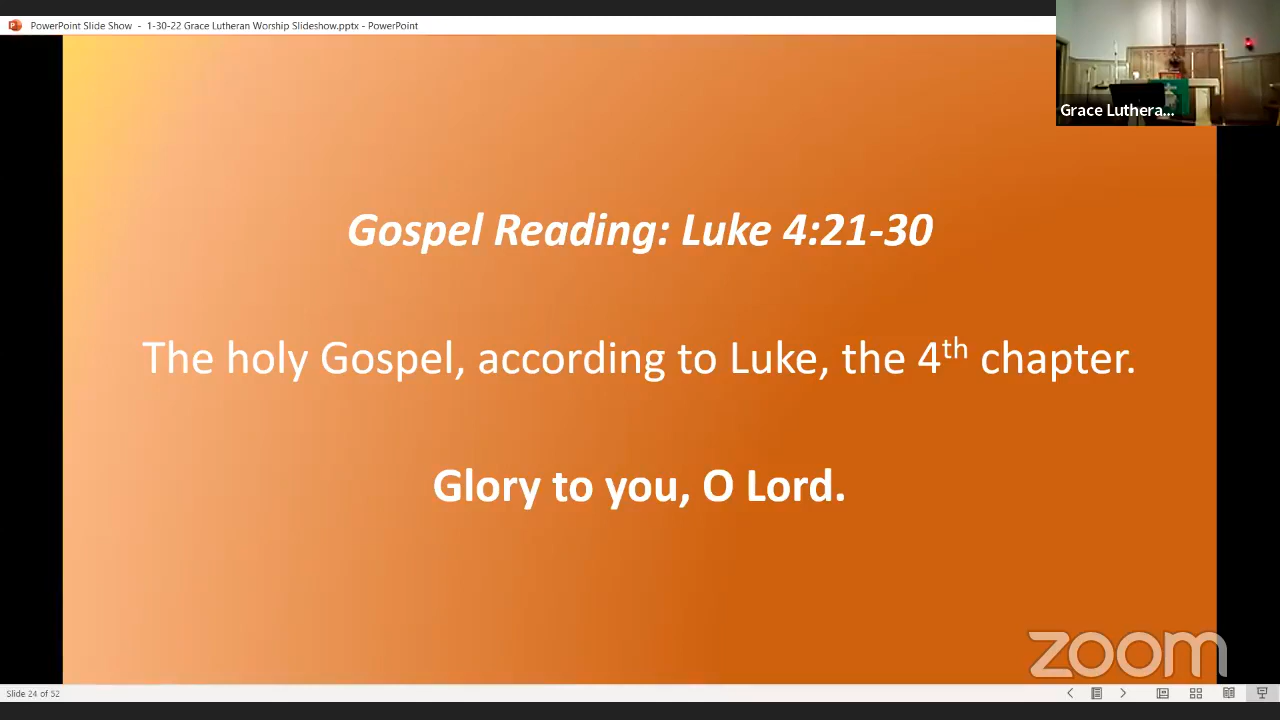 PowerPoint Slide Show - 1-30-22 Grace Lutheran Worship Slideshow.pptx - PowerPoint
Grace Luthera...
Gospel Reading: Luke 4:21-30
The holy Gospel, according to Luke, the 4th chapter.
Glory to you, O Lord.
zoom
Slide 24 of 52